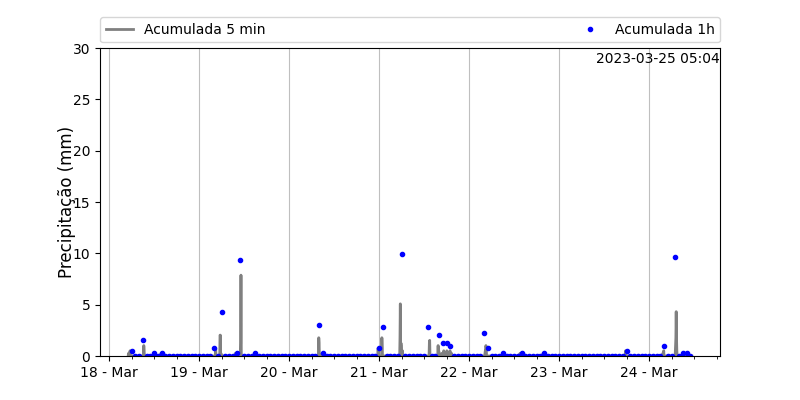 Acumulada 5 min
Acumulada 1h
2023-03-25 05:04
Precipitação (mm)
30
25
20
15
10
5
0
18 - Mar
19 - Mar
20 - Mar
21 - Mar
22 - Mar
23 - Mar
24 - Mar